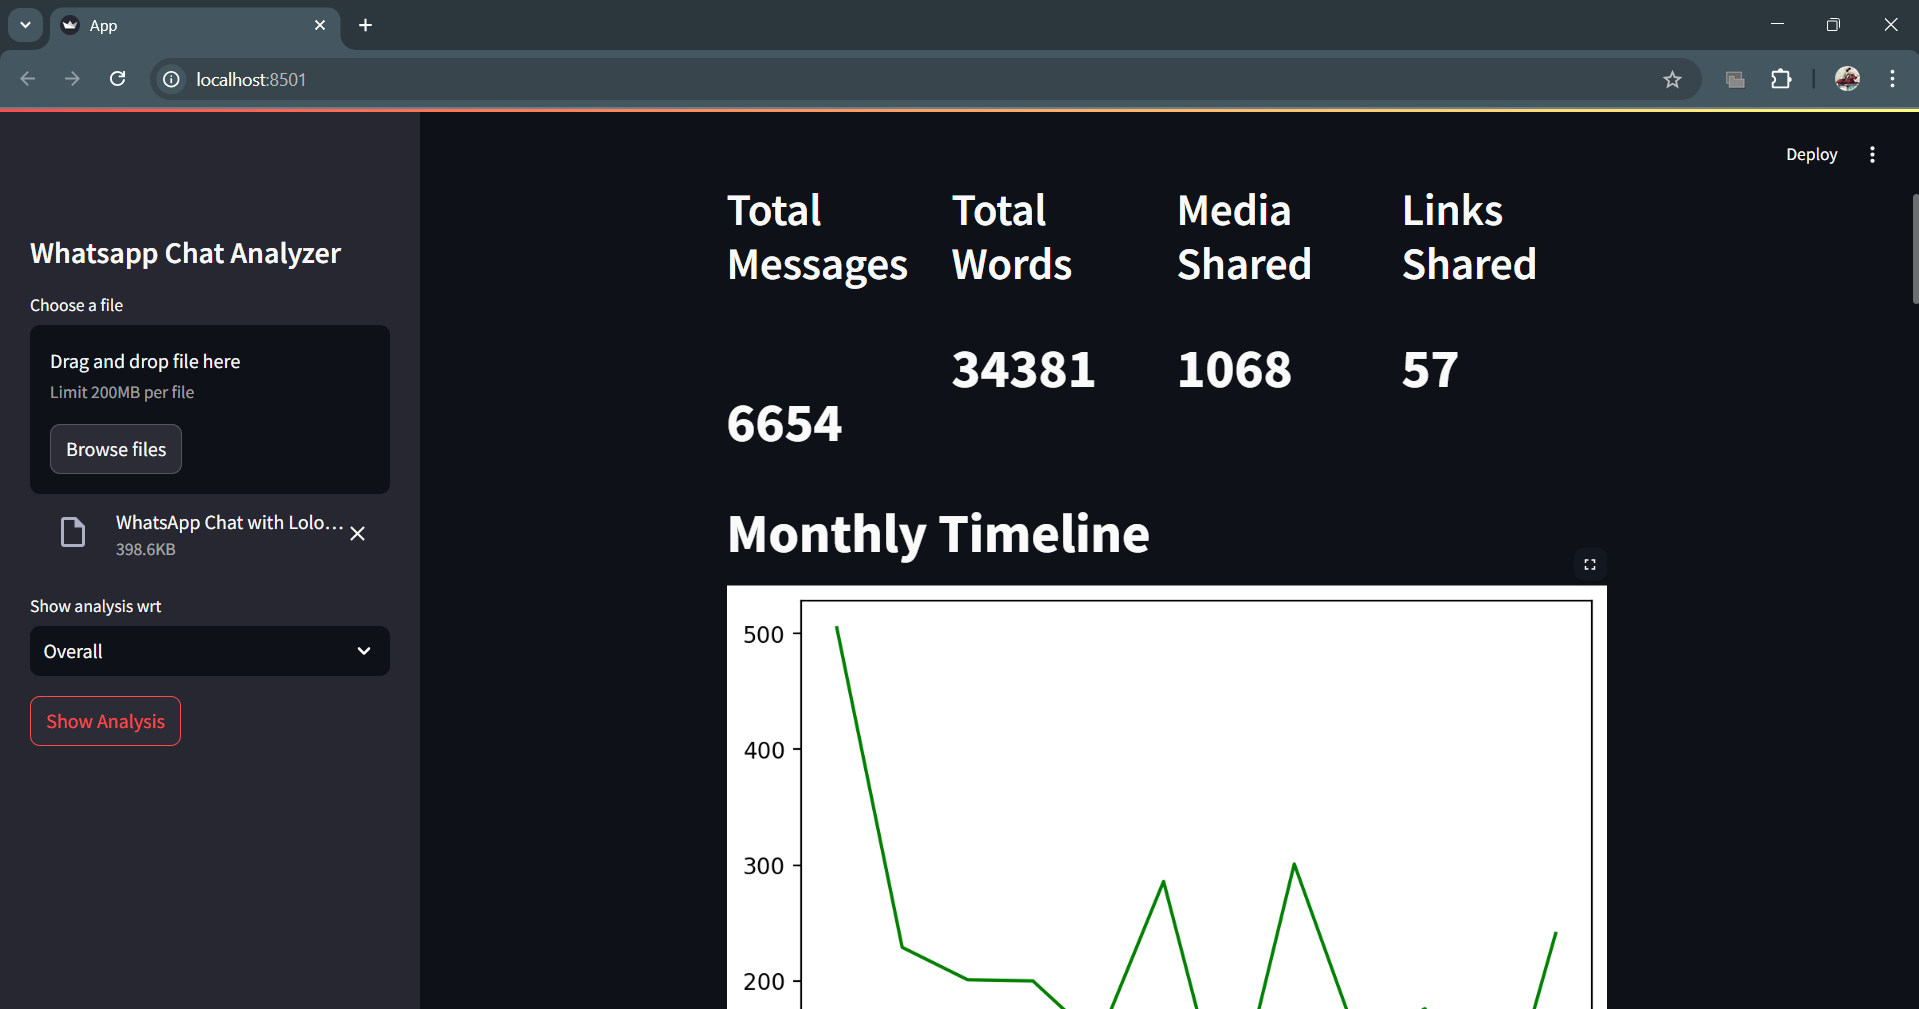 App
localhost:8501
Deploy
Whatsapp Chat Analyzer
Choose a file
Drag and drop file here
Limit 200MB per file
Browse files
WhatsApp Chat with Lolo...
398.6KB
Show analysis wrt
Overall
Show Analysis
Total Messages
Total Words
Media Shared
Links Shared
6654
34381
1068
57
Monthly Timeline
500
400
300
200